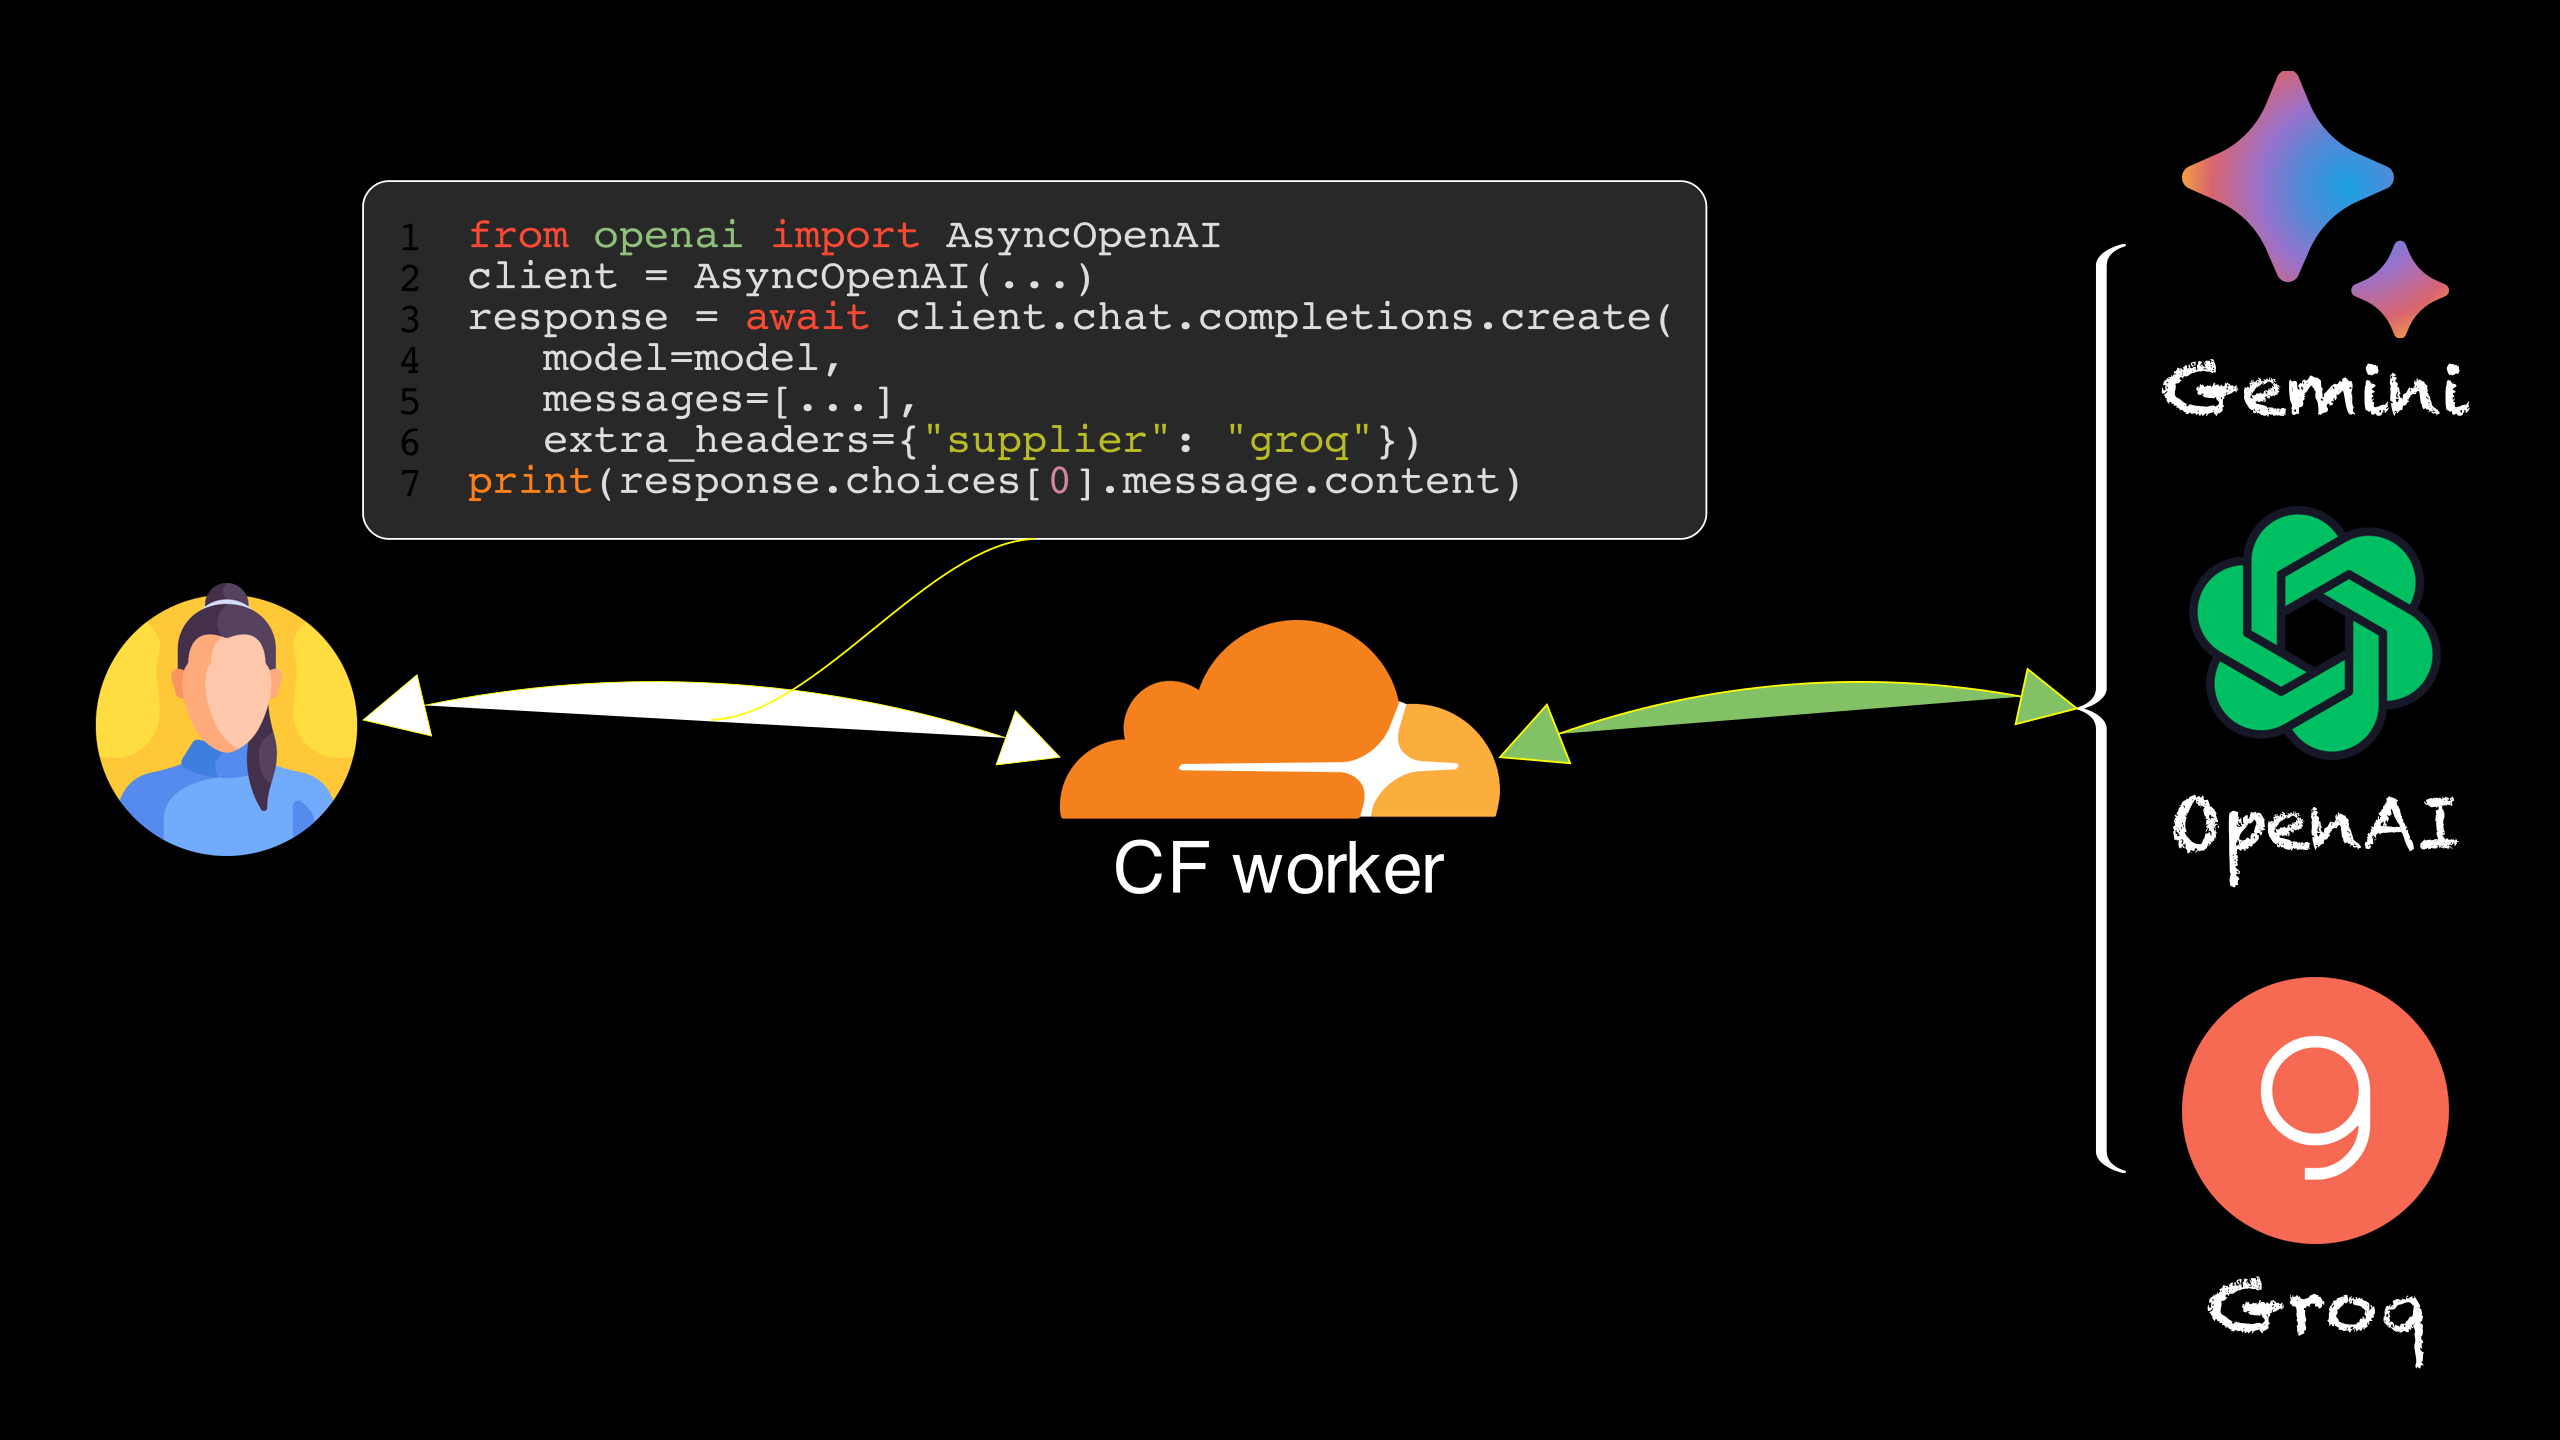 1 from openai import AsyncOpenAI
2 client = AsyncOpenAI(...)
3 response = await client.chat.completions.create(
4    model=model,
5    messages=[...],
6    extra_headers={"supplier": "groq"})
7 print(response.choices[0].message.content)
CF worker
Gemini
OpenAI
Groq